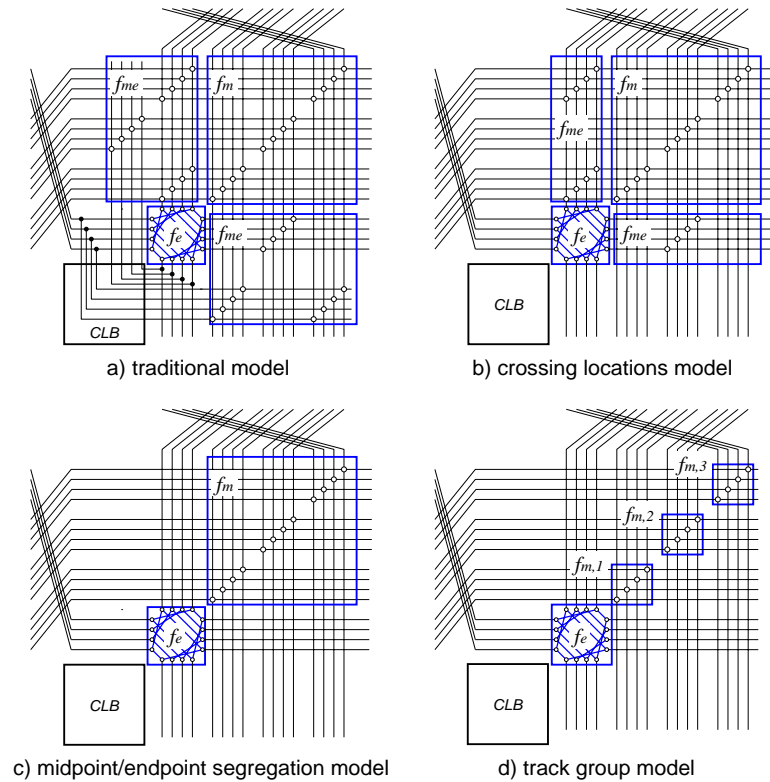 fme
fm
fe
fme
CLB
a) traditional model
fm
fme
fe
fme
CLB
b) crossing locations model
fm
fe
CLB
c) midpoint/endpoint segregation model
fm,3
fm,2
fm,1
fe
CLB
d) track group model